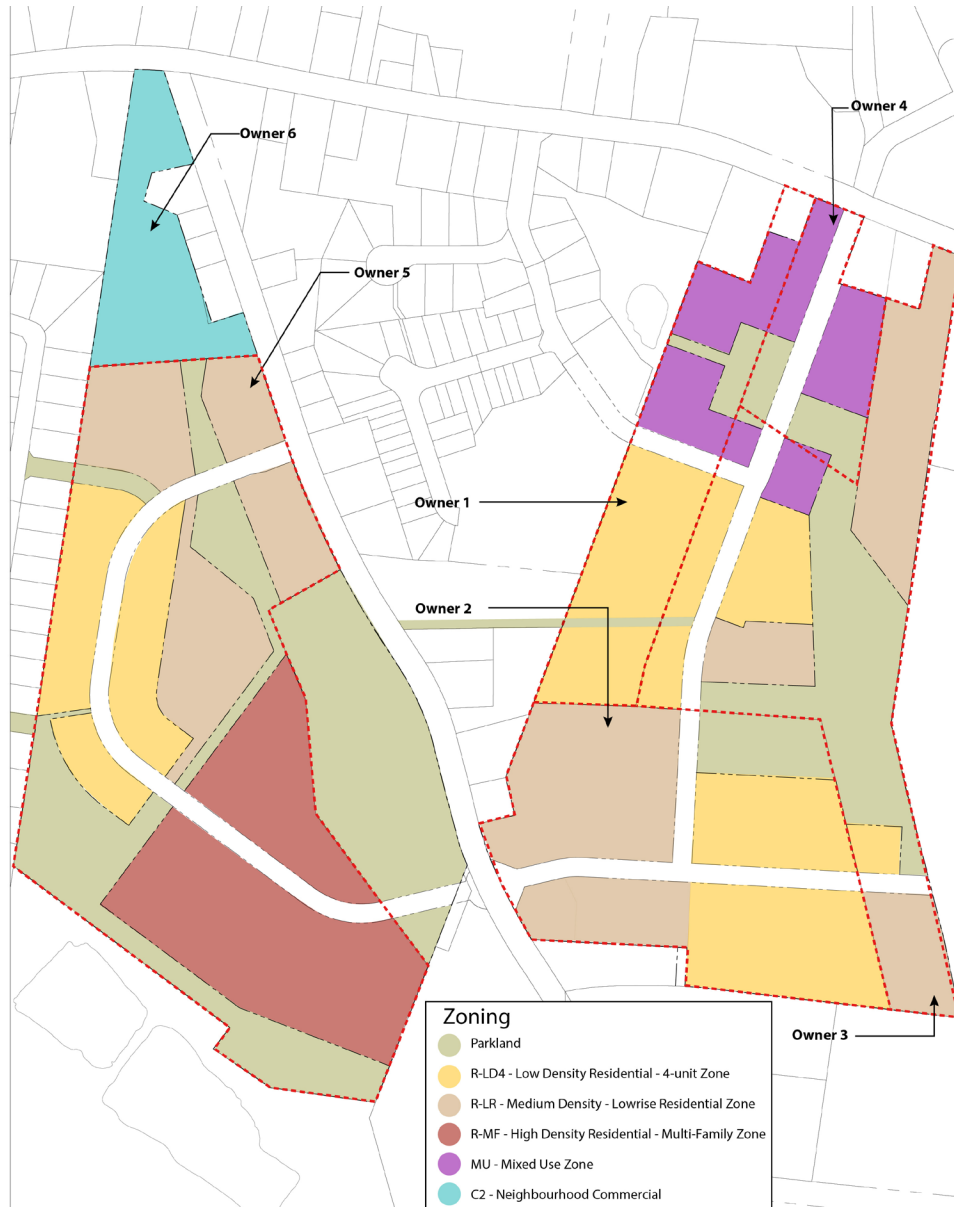 Owner 4
Owner 6
Owner 5
Owner 1
Owner 2
Owner 3
Zoning
Parkland
R-LD4 - Low Density Residential - 4-unit Zone
R-LR - Medium Density - Lowrise Residential Zone
R-MF - High Density Residential - Multi-Family Zone
MU - Mixed Use Zone
C2 - Neighbourhood Commercial